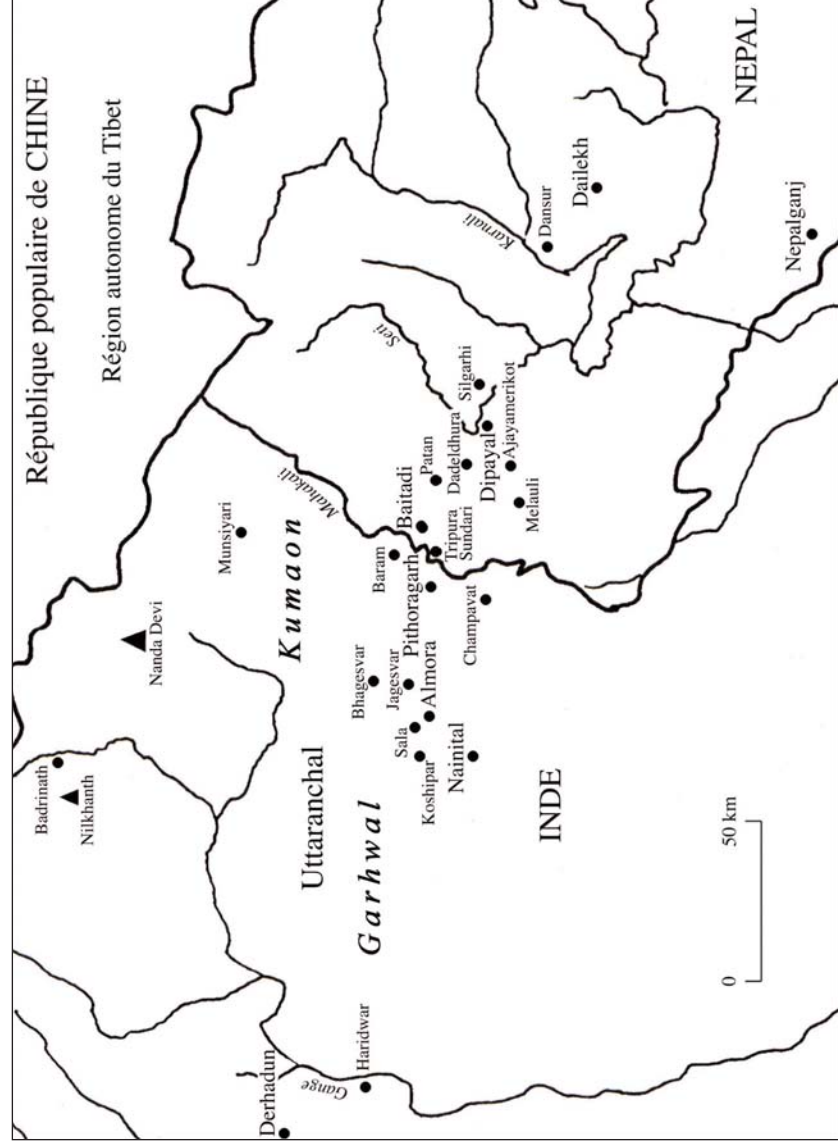 République populaire de CHINE
Région autonome du Tibet
Badrinath
Nilkhanth
Nanda Devi
Munsiyari
Kumaon
Mahakali
Seti
Karnali
Dansur
Dailekh
NEPAL
Nepalganj
Uttaranchal
Garhwal
Derhadun
Gange
Haridwar
Bhagesvar
Jagesvar
Almora
Sala
Koshipar
Nainital
Baram
Pithoragarh
Champavat
Baitadi
Tripura
Sundari
Patan
Dadeldhura
Dipayal
Silgarhi
Ajayamerikot
Melauli
INDE
0
50 km